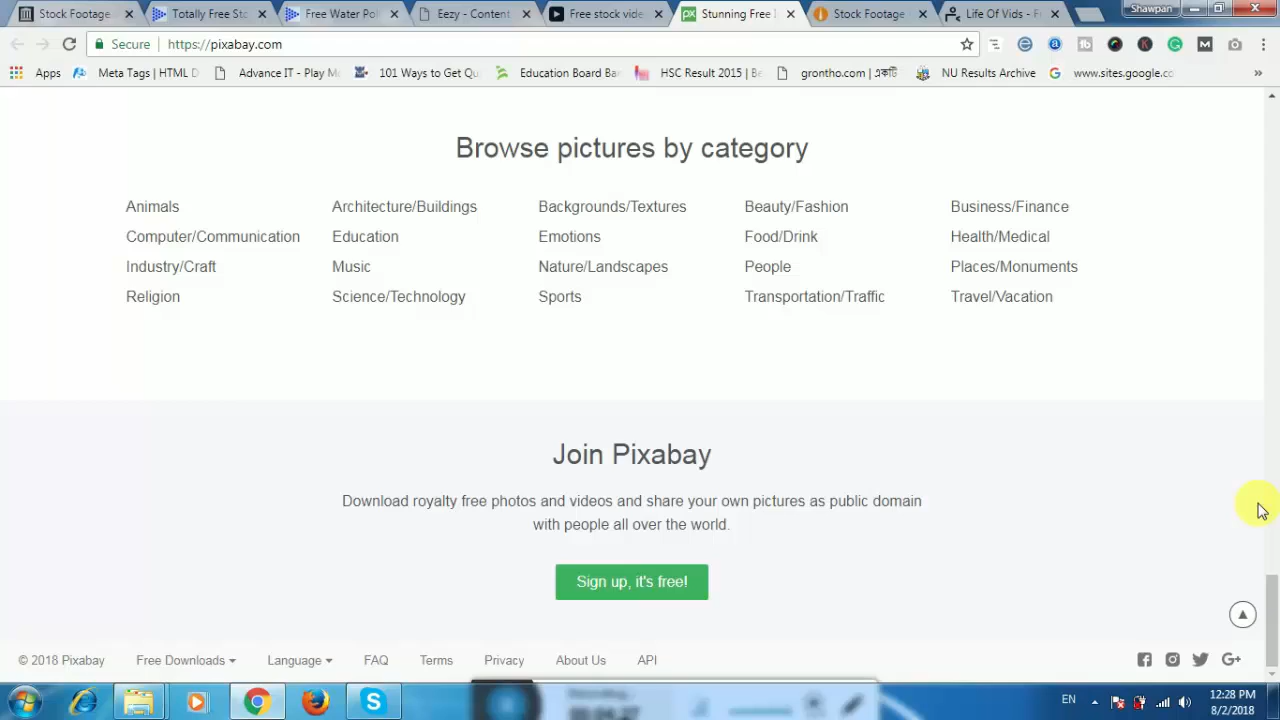 Shawpan
Stock Footage
Totally Free Sto
Free Water Pol
Eezy - Content
Free stock vide
Stunning Free
Stock Footage
Life Of Vids - Fr
Secure https://pixabay.com
Apps
Meta Tags | HTML D
Advance IT - Play M
101 Ways to Get Qu
Education Board Ba
HSC Result 2015 | Be
grontho.com | একটি
NU Results Archive
www.sites.google.co
Browse pictures by category
Animals Architecture/Buildings Backgrounds/Textures Beauty/Fashion Business/Finance
Computer/Communication Education Emotions Food/Drink Health/Medical
Industry/Craft Music Nature/Landscapes People Places/Monuments
Religion Science/Technology Sports Transportation/Traffic Travel/Vacation
Join Pixabay
Download royalty free photos and videos and share your own pictures as public domain
with people all over the world.
Sign up, it's free!
© 2018 Pixabay Free Downloads Language FAQ Terms Privacy About Us API
EN
12:28 PM
8/2/2018